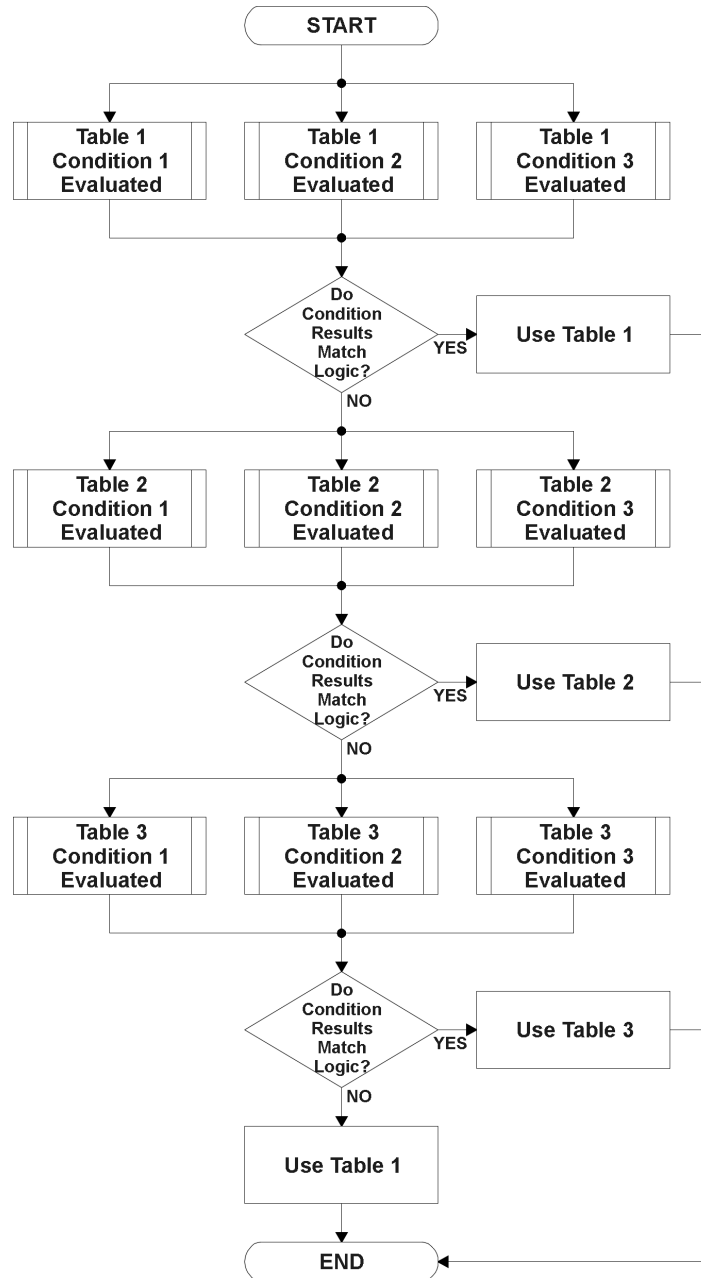 START
Table 1
Condition 1
Evaluated
Table 1
Condition 2
Evaluated
Table 1
Condition 3
Evaluated
Do
Condition
Results
Match
Logic?
YES
Use Table 1
NO
Table 2
Condition 1
Evaluated
Table 2
Condition 2
Evaluated
Table 2
Condition 3
Evaluated
Do
Condition
Results
Match
Logic?
YES
Use Table 2
NO
Table 3
Condition 1
Evaluated
Table 3
Condition 2
Evaluated
Table 3
Condition 3
Evaluated
Do
Condition
Results
Match
Logic?
YES
Use Table 3
NO
Use Table 1
END